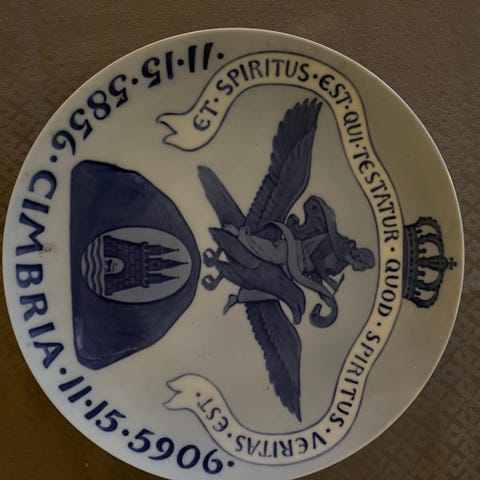 ET · SPIRITUS · EST · QUI · TESTATUR · QUOD · SPIRITUS · VERITAS · EST ·
· 11·15·5856 · CIMBRIA · 11·15·5906 ·